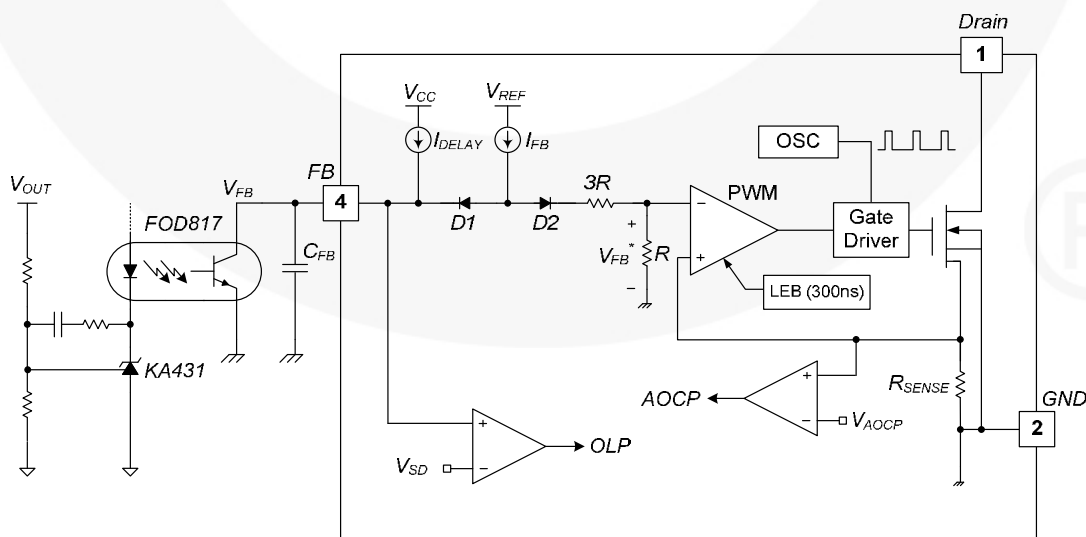 Drain
1
V_CC
V_REF
I_DELAY
I_FB
OSC
FB
4
V_OUT
V_FB
FOD817
D1
D2
3R
PWM
−
+
Gate
Driver
C_FB
+
V_FB*
−
R
LEB (300ns)
KA431
AOCP
+
−
V_AOCP
R_SENSE
GND
2
+
−
V_SD
OLP
R